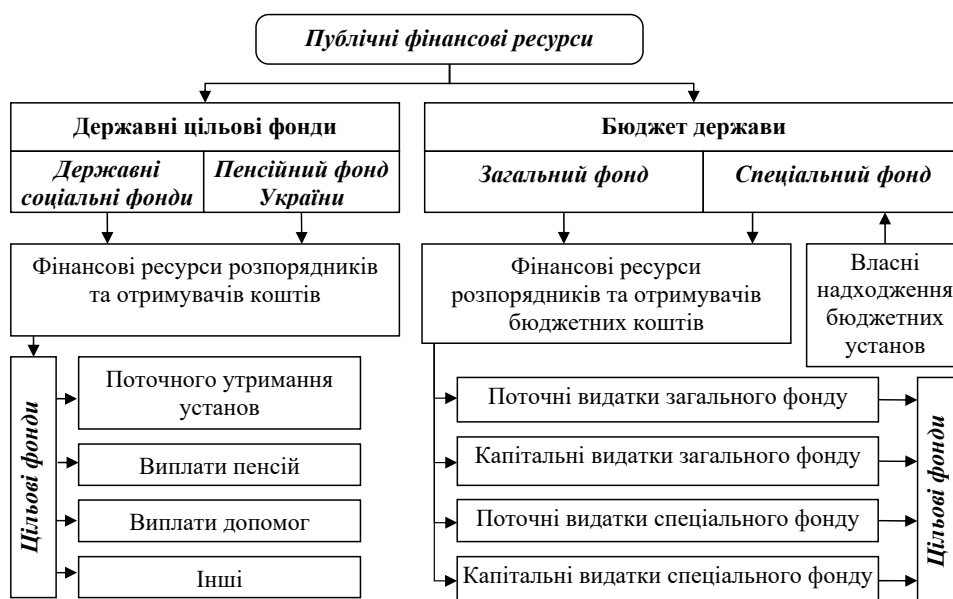 Публічні фінансові ресурси
Державні цільові фонди
Державні
соціальні фонди
Пенсійний фонд
України
Бюджет держави
Загальний фонд
Спеціальний фонд
Фінансові ресурси розпорядників
та отримувачів коштів
Фінансові ресурси
розпорядників та отримувачів
бюджетних коштів
Власні
надходження
бюджетних
установ
Цільові фонди
Поточного утримання
установ
Виплати пенсій
Виплати допомог
Інші
Поточні видатки загального фонду
Капітальні видатки загального фонду
Поточні видатки спеціального фонду
Капітальні видатки спеціального фонду
Цільові фонди